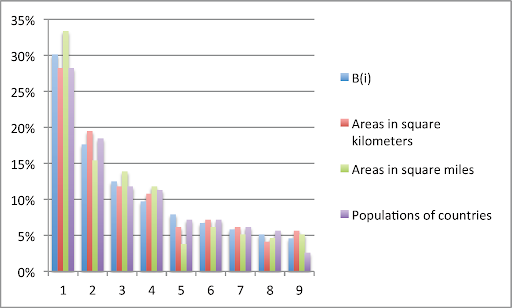 35%
30%
25%
20%
15%
10%
5%
0%
1 2 3 4 5 6 7 8 9
B(i)
Areas in square
kilometers
Areas in square miles
Populations of countries